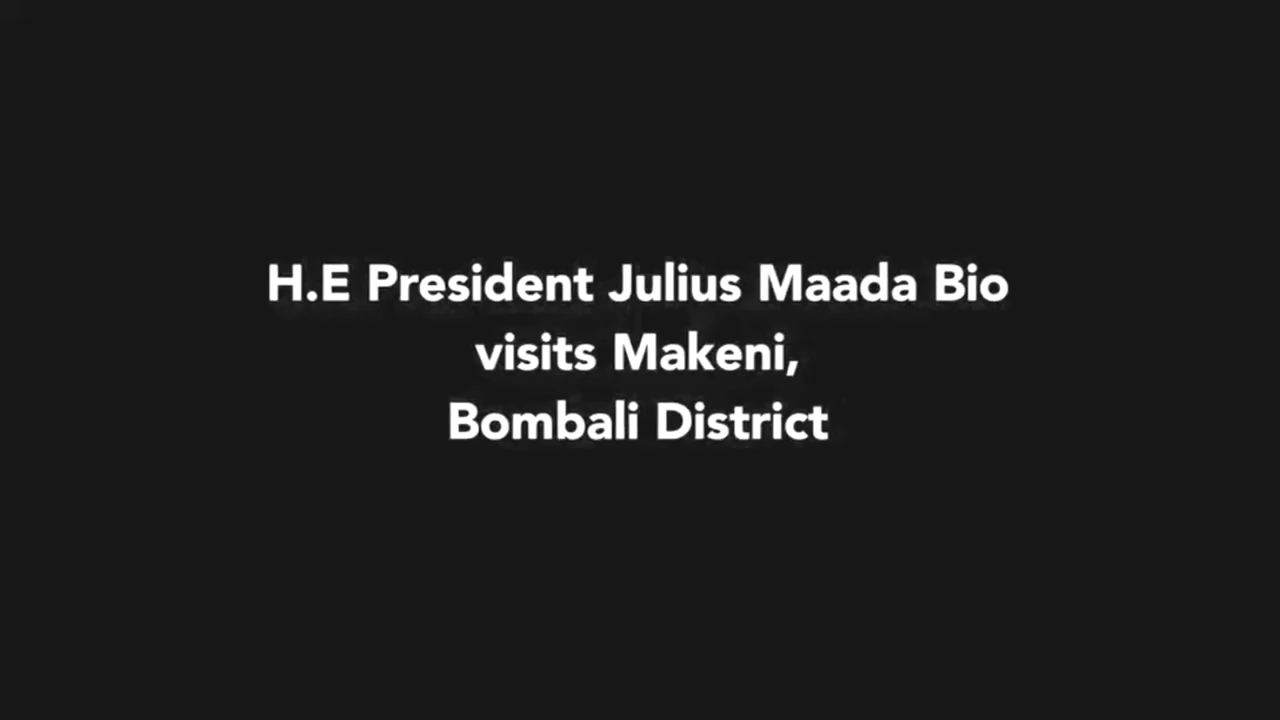 H.E President Julius Maada Bio
visits Makeni,
Bombali District